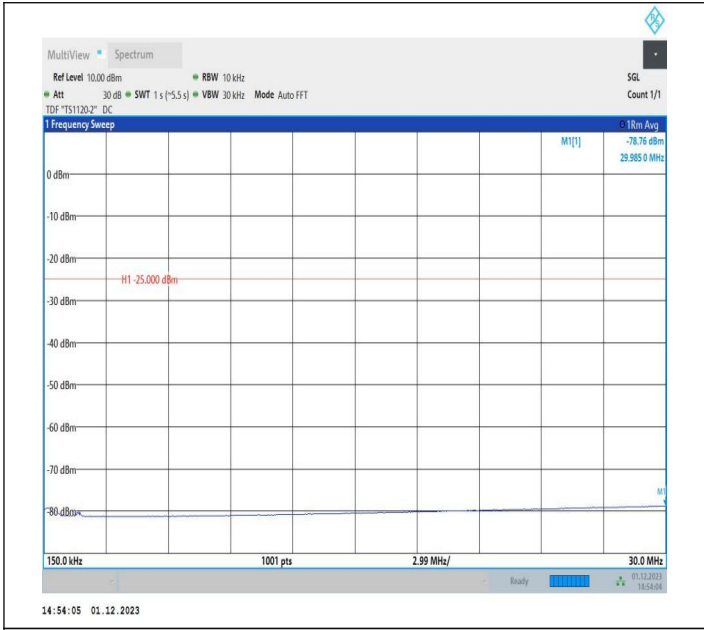 MultiView Spectrum
Ref Level 10.00 dBm RBW 10 kHz SGL
Att 30 dB SWT 1 s (~5.5 s) VBW 30 kHz Mode Auto FFT Count 1/1
TDF "TS1120-2" DC
1 Frequency Sweep 1Rm Avg
M1[1] -78.76 dBm
29.985 0 MHz
0 dBm
-10 dBm
-20 dBm
H1 -25.000 dBm
-30 dBm
-40 dBm
-50 dBm
-60 dBm
-70 dBm
M1
-80 dBm
150.0 kHz 1001 pts 2.99 MHz/ 30.0 MHz
Ready 01.12.2023
14:54:04
14:54:05 01.12.2023